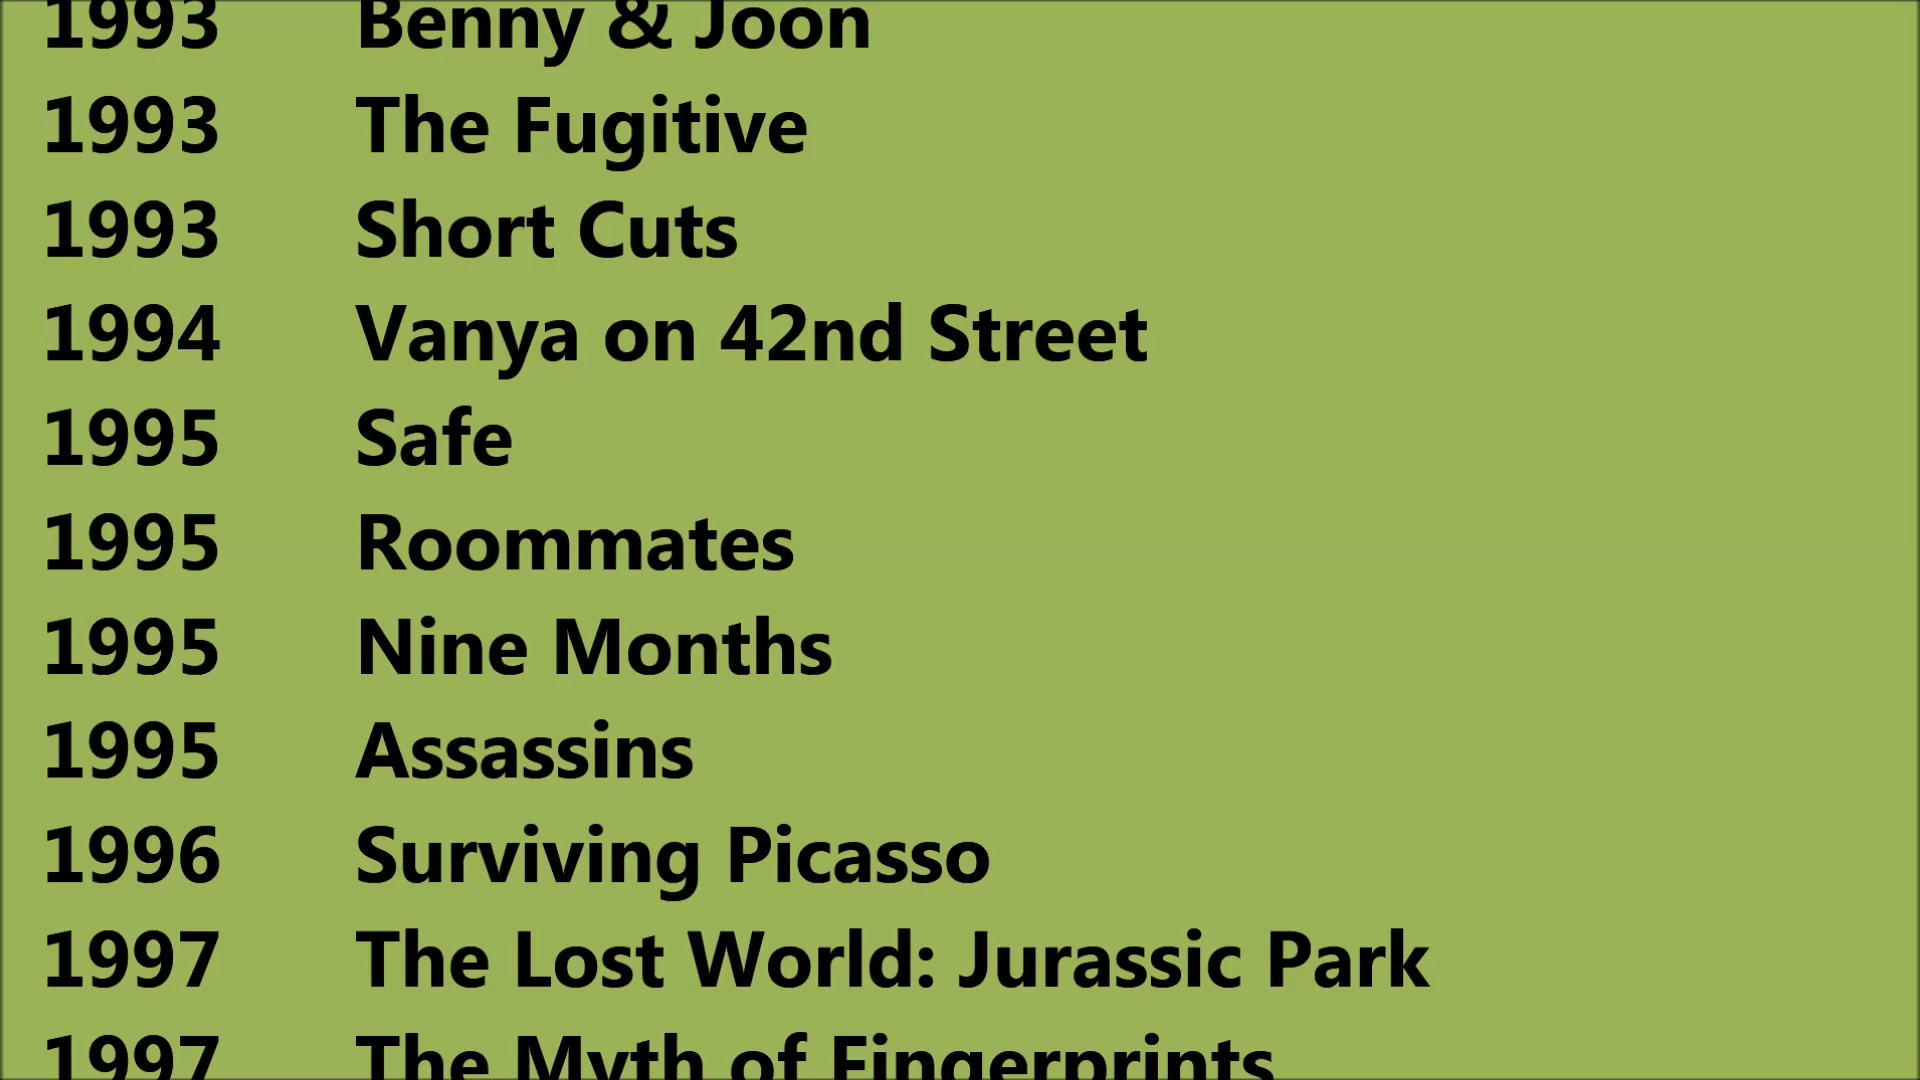 1993 Benny & Joon
1993 The Fugitive
1993 Short Cuts
1994 Vanya on 42nd Street
1995 Safe
1995 Roommates
1995 Nine Months
1995 Assassins
1996 Surviving Picasso
1997 The Lost World: Jurassic Park
1997 The Myth of Fingerprints